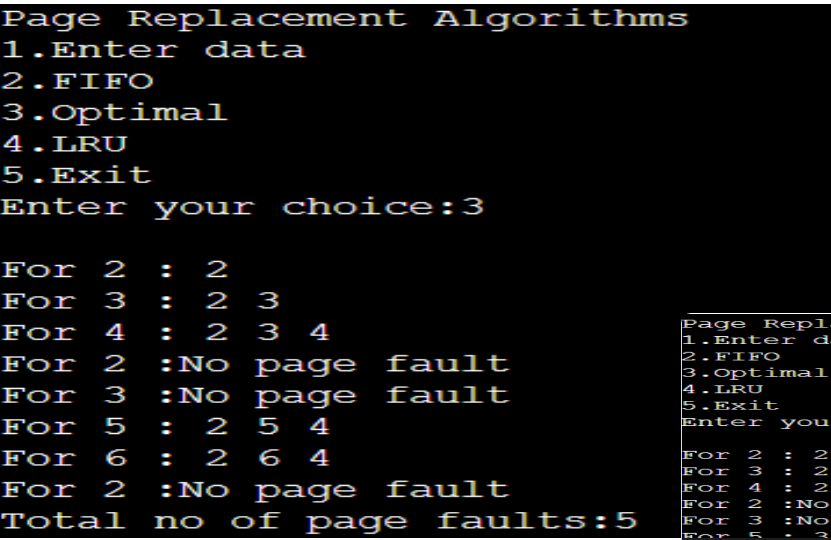 Page Replacement Algorithms
1.Enter data
2.FIFO
3.Optimal
4.LRU
5.Exit
Enter your choice:3
For 2 : 2
For 3 : 2 3
For 4 : 2 3 4
For 2 :No page fault
For 3 :No page fault
For 5 : 2 5 4
For 6 : 2 6 4
For 2 :No page fault
Total no of page faults:5
Page Repl
1.Enter d
2.FIFO
3.Optimal
4.LRU
5.Exit
Enter you
For 2 : 2
For 3 : 2
For 4 : 2
For 2 :No
For 3 :No
For 5 : 3